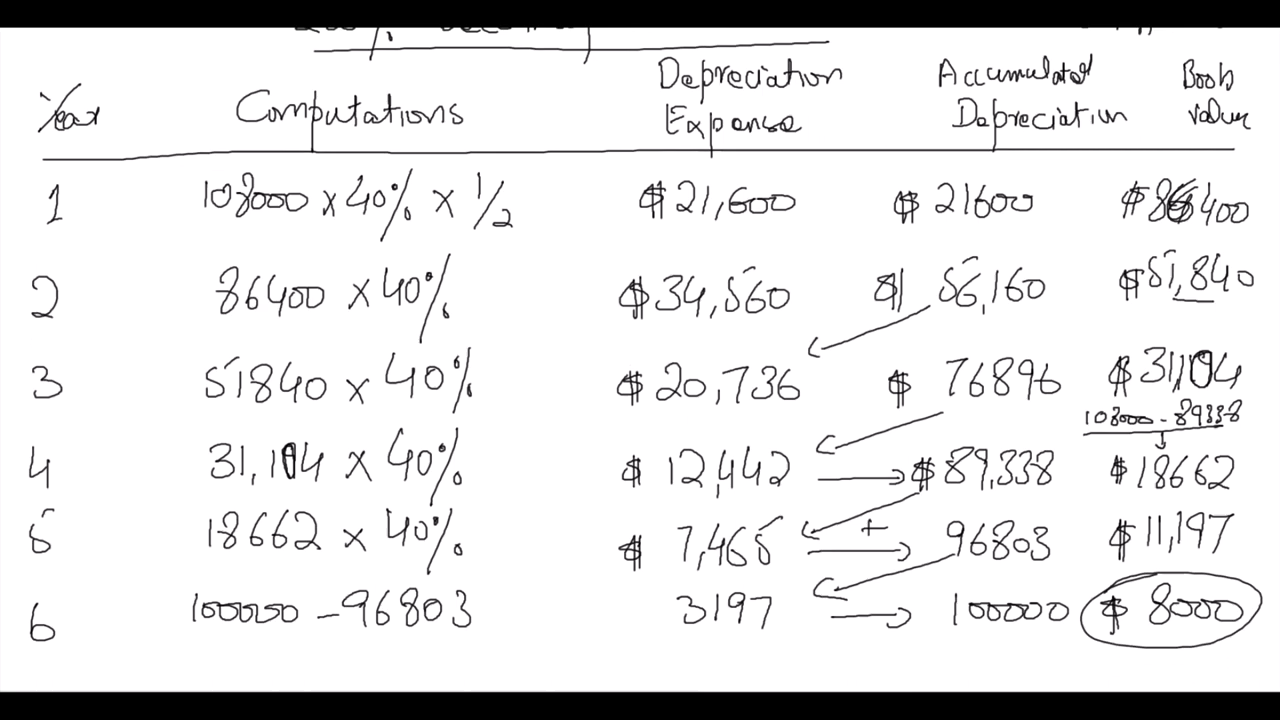 Year Computations Depreciation Expense Accumulated Depreciation Book Value
1 108000 x 40% x 1/2 $ 21,600 $ 21600 $ 86400
2 86400 x 40% $ 34,560 $ 56,160 $ 51,840
3 51840 x 40% $ 20,736 $ 76896 $ 31,104
108000 - 89338
4 31,104 x 40% $ 12,442 $ 89,338 $ 18662
5 18662 x 40% $ 7,465 + 96803 $ 11,197
6 100000 - 96803 3197 100000 $ 8000